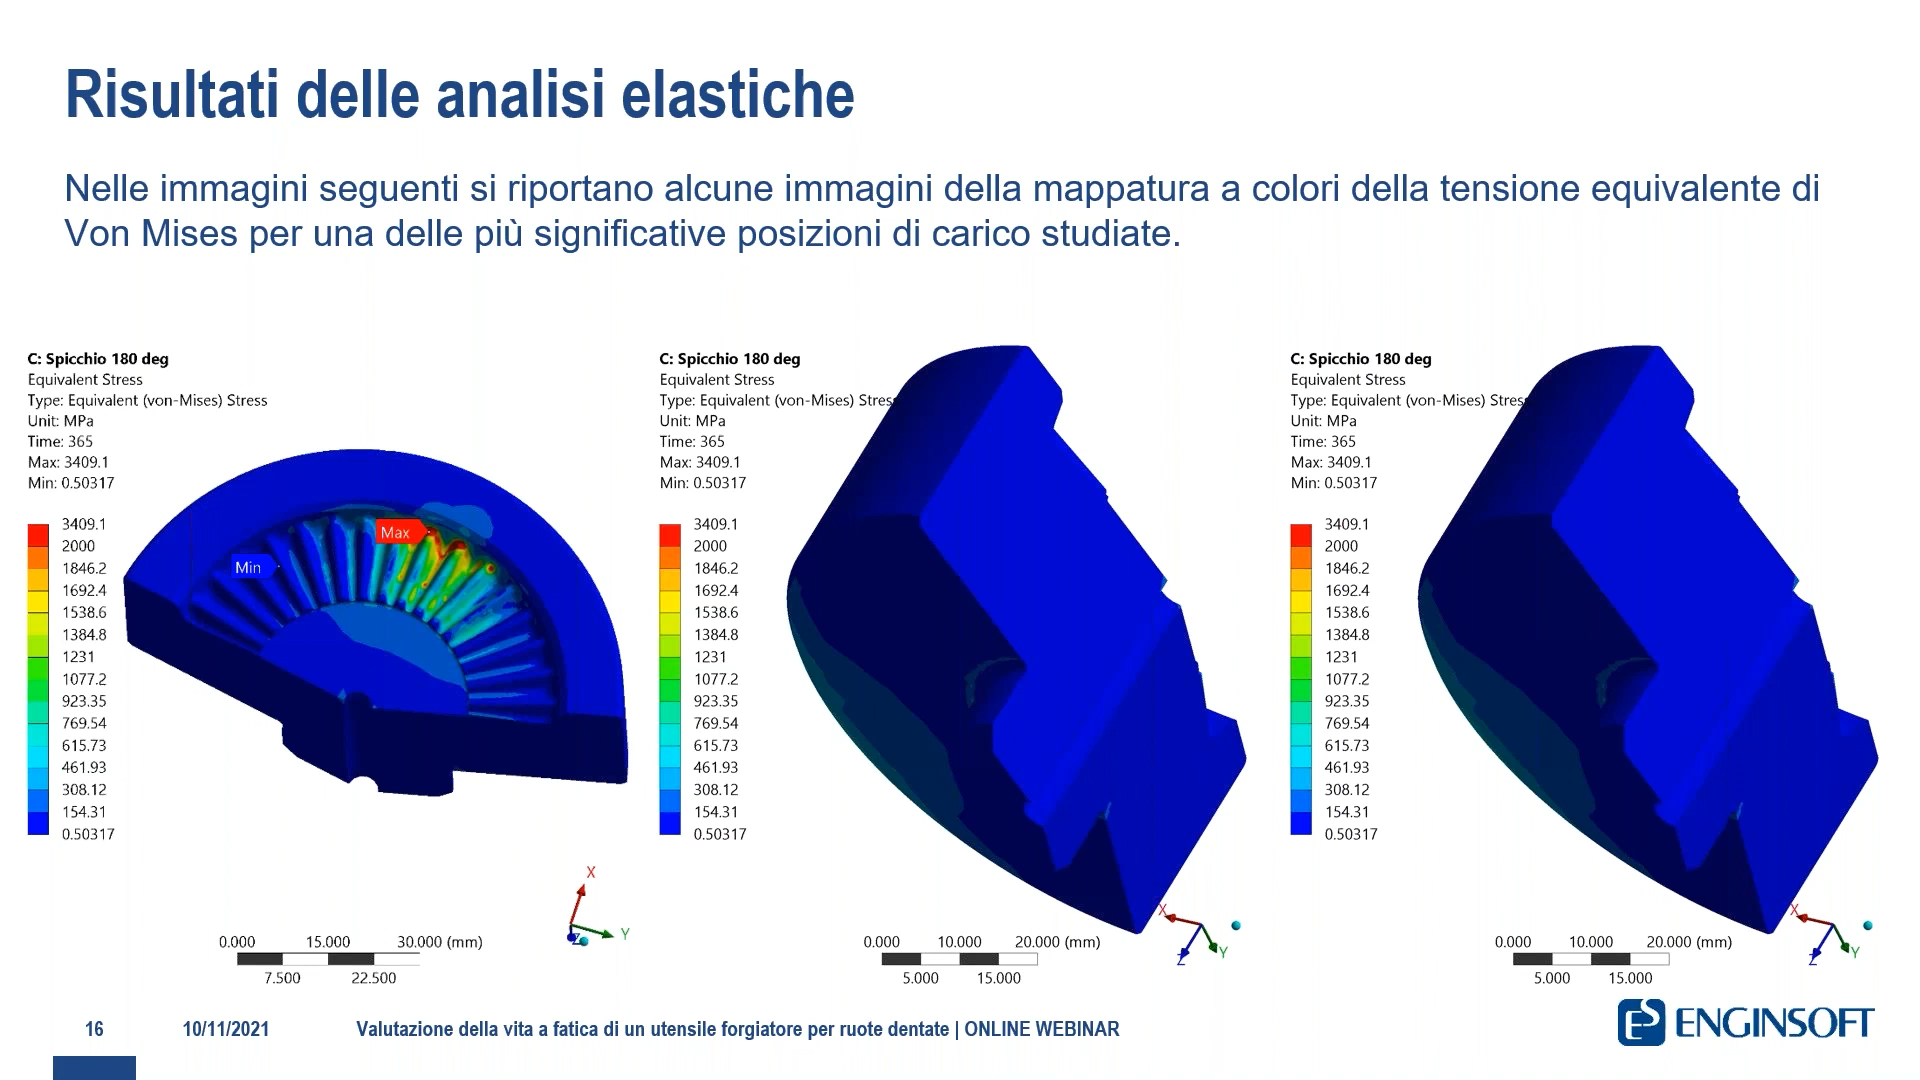 Risultati delle analisi elastiche
Nelle immagini seguenti si riportano alcune immagini della mappatura a colori della tensione equivalente di
Von Mises per una delle più significative posizioni di carico studiate.
C: Spicchio 180 deg
Equivalent Stress
Type: Equivalent (von-Mises) Stress
Unit: MPa
Time: 365
Max: 3409.1
Min: 0.50317
3409.1
2000
1846.2
1692.4
1538.6
1384.8
1231
1077.2
923.35
769.54
615.73
461.93
308.12
154.31
0.50317
Max
Min
X
Y
Z
0.000 15.000 30.000 (mm)
7.500 22.500
C: Spicchio 180 deg
Equivalent Stress
Type: Equivalent (von-Mises) Stress
Unit: MPa
Time: 365
Max: 3409.1
Min: 0.50317
3409.1
2000
1846.2
1692.4
1538.6
1384.8
1231
1077.2
923.35
769.54
615.73
461.93
308.12
154.31
0.50317
X
Y
Z
0.000 10.000 20.000 (mm)
5.000 15.000
C: Spicchio 180 deg
Equivalent Stress
Type: Equivalent (von-Mises) Stress
Unit: MPa
Time: 365
Max: 3409.1
Min: 0.50317
3409.1
2000
1846.2
1692.4
1538.6
1384.8
1231
1077.2
923.35
769.54
615.73
461.93
308.12
154.31
0.50317
X
Y
Z
0.000 10.000 20.000 (mm)
5.000 15.000
16 10/11/2021 Valutazione della vita a fatica di un utensile forgiatore per ruote dentate | ONLINE WEBINAR
ENGINSOFT